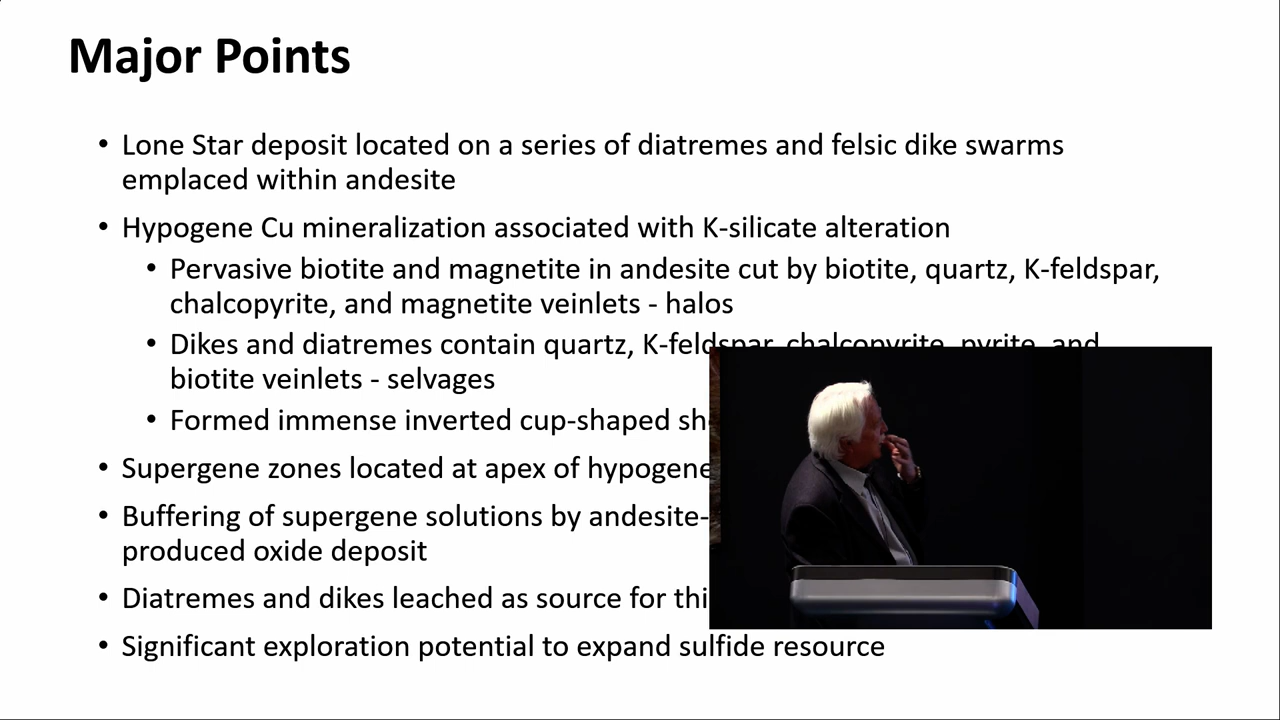 Major Points
• Lone Star deposit located on a series of diatremes and felsic dike swarms
emplaced within andesite
• Hypogene Cu mineralization associated with K-silicate alteration
• Pervasive biotite and magnetite in andesite cut by biotite, quartz, K-feldspar,
chalcopyrite, and magnetite veinlets - halos
• Dikes and diatremes contain quartz, K-feldspar, chalcopyrite, pyrite, and
biotite veinlets - selvages
• Formed immense inverted cup-shaped
• Supergene zones located at apex of hypogene
• Buffering of supergene solutions by andesite-
produced oxide deposit
• Diatremes and dikes leached as source for
• Significant exploration potential to expand sulfide resource